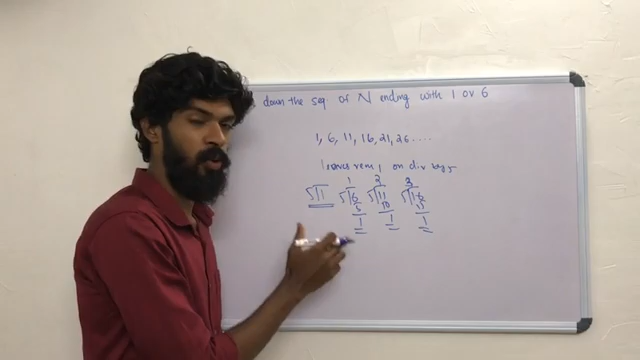 down the seq. of N ending with 1 or 6
1, 6, 11, 16, 21, 26 ....
leaves rem 1 on div by 5
1 2 3
5 1 5 6 5 11 5 16
5 10 15
1 1 1